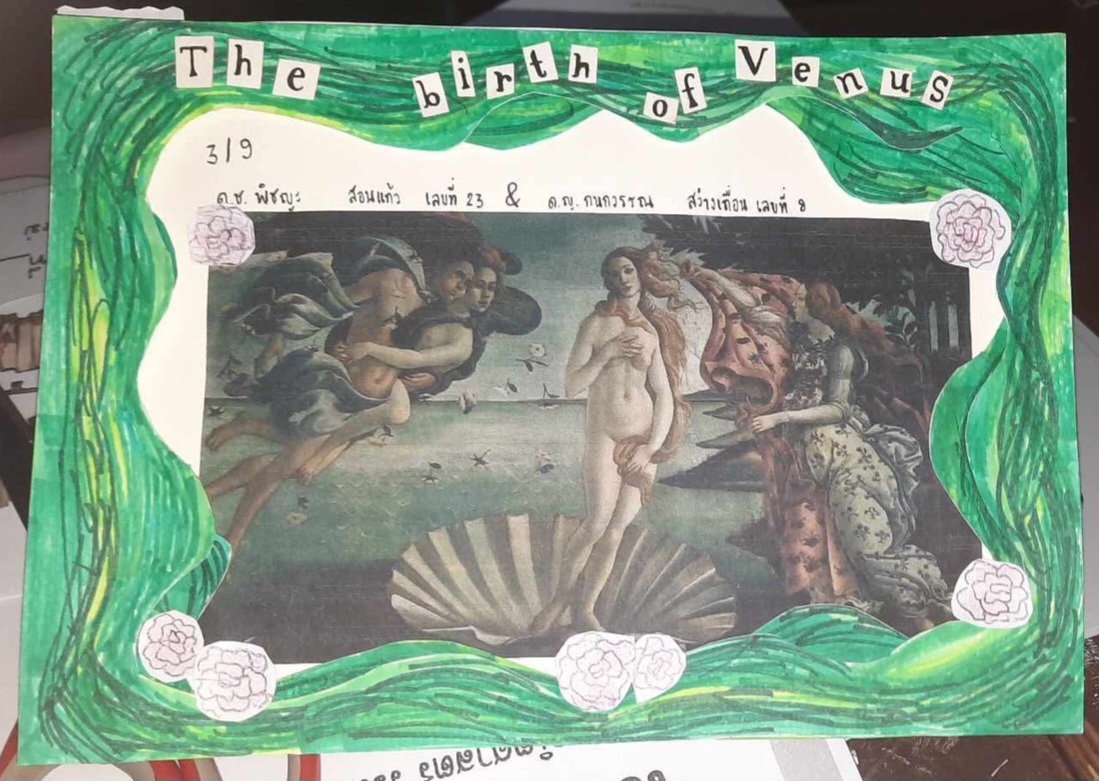 The birth of Venus
3/9
ด.ช. พิชญะ สอนแก้ว เลขที่ 23 & ด.ญ. กนกวรรณ สว่างเถื่อน เลขที่ 8